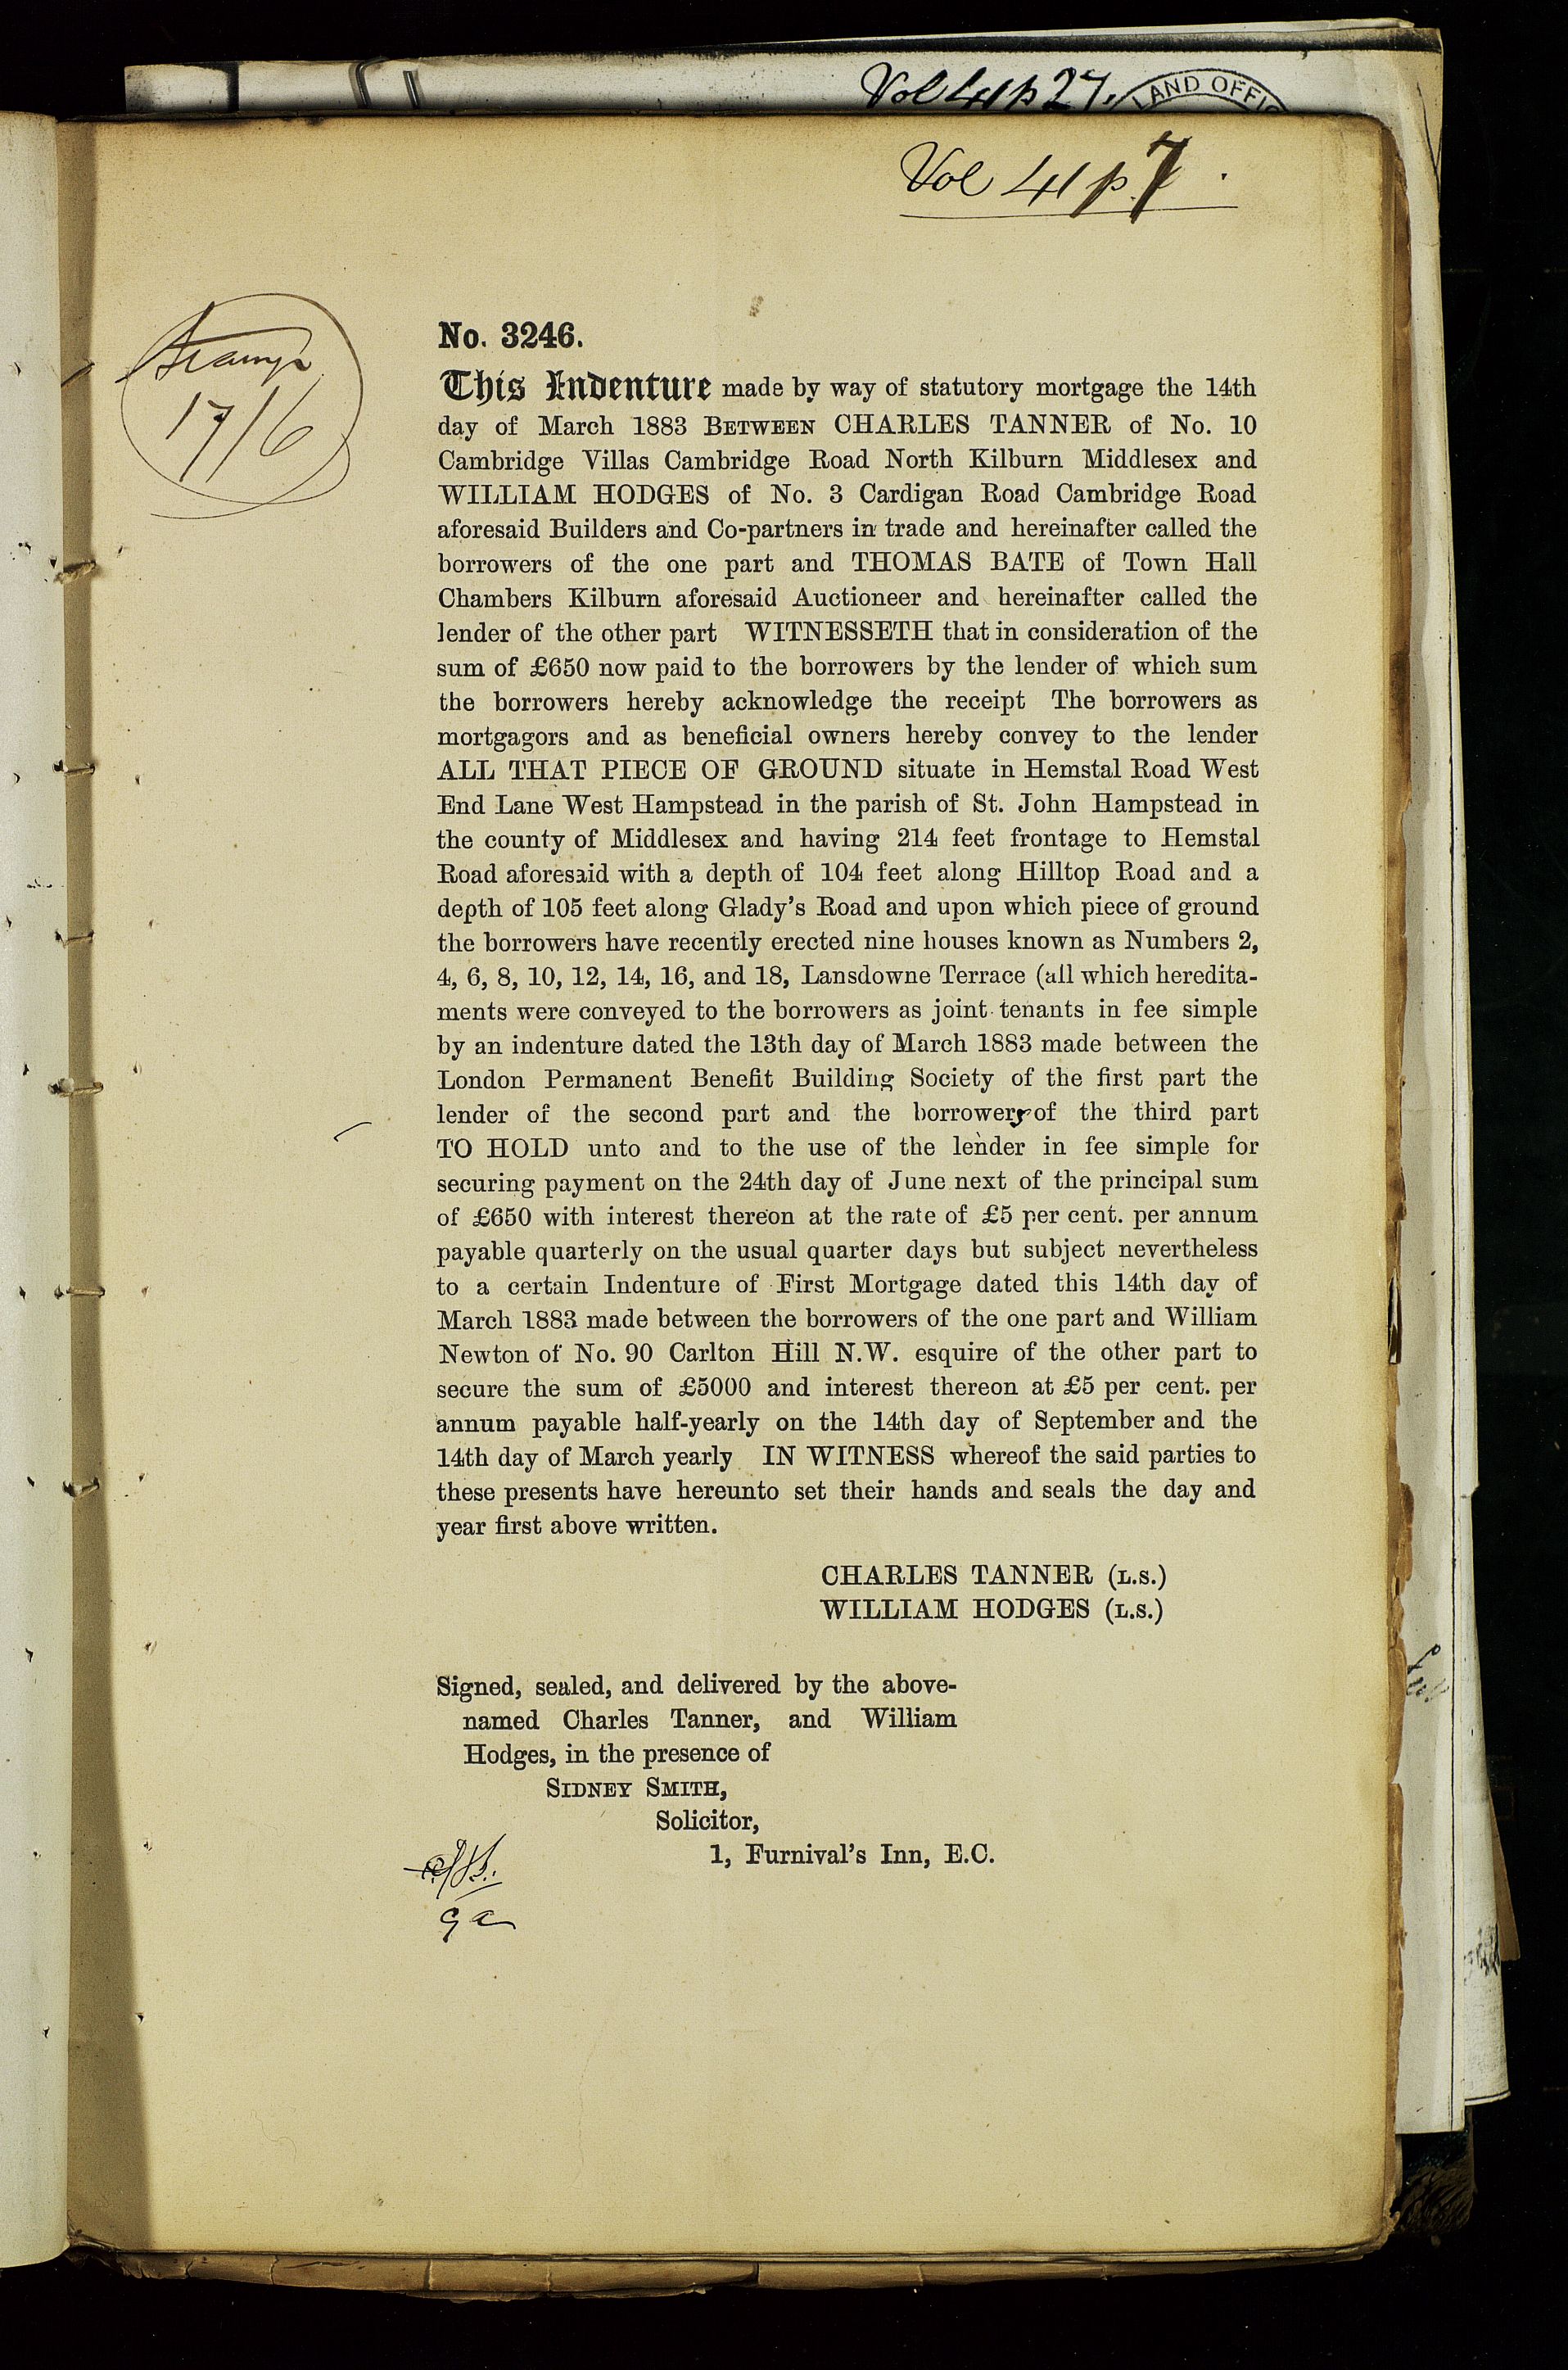 Vol 41 p 27.
LAND OFFIC
Vol 41 p. 7.
Stamp
17/6
No. 3246.
This Indenture made by way of statutory mortgage the 14th
day of March 1883 BETWEEN CHARLES TANNER of No. 10
Cambridge Villas Cambridge Road North Kilburn Middlesex and
WILLIAM HODGES of No. 3 Cardigan Road Cambridge Road
aforesaid Builders and Co-partners in trade and hereinafter called the
borrowers of the one part and THOMAS BATE of Town Hall
Chambers Kilburn aforesaid Auctioneer and hereinafter called the
lender of the other part WITNESSETH that in consideration of the
sum of £650 now paid to the borrowers by the lender of which sum
the borrowers hereby acknowledge the receipt The borrowers as
mortgagors and as beneficial owners hereby convey to the lender
ALL THAT PIECE OF GROUND situate in Hemstal Road West
End Lane West Hampstead in the parish of St. John Hampstead in
the county of Middlesex and having 214 feet frontage to Hemstal
Road aforesaid with a depth of 104 feet along Hilltop Road and a
depth of 105 feet along Glady's Road and upon which piece of ground
the borrowers have recently erected nine houses known as Numbers 2,
4, 6, 8, 10, 12, 14, 16, and 18, Lansdowne Terrace (all which heredita-
ments were conveyed to the borrowers as joint tenants in fee simple
by an indenture dated the 13th day of March 1883 made between the
London Permanent Benefit Building Society of the first part the
lender of the second part and the borrowers of the third part
TO HOLD unto and to the use of the lender in fee simple for
securing payment on the 24th day of June next of the principal sum
of £650 with interest thereon at the rate of £5 per cent. per annum
payable quarterly on the usual quarter days but subject nevertheless
to a certain Indenture of First Mortgage dated this 14th day of
March 1883 made between the borrowers of the one part and William
Newton of No. 90 Carlton Hill N.W. esquire of the other part to
secure the sum of £5000 and interest thereon at £5 per cent. per
annum payable half-yearly on the 14th day of September and the
14th day of March yearly IN WITNESS whereof the said parties to
these presents have hereunto set their hands and seals the day and
year first above written.
CHARLES TANNER (L.S.)
WILLIAM HODGES (L.S.)
Signed, sealed, and delivered by the above-
named Charles Tanner, and William
Hodges, in the presence of
SIDNEY SMITH,
Solicitor,
1, Furnival's Inn, E.C.